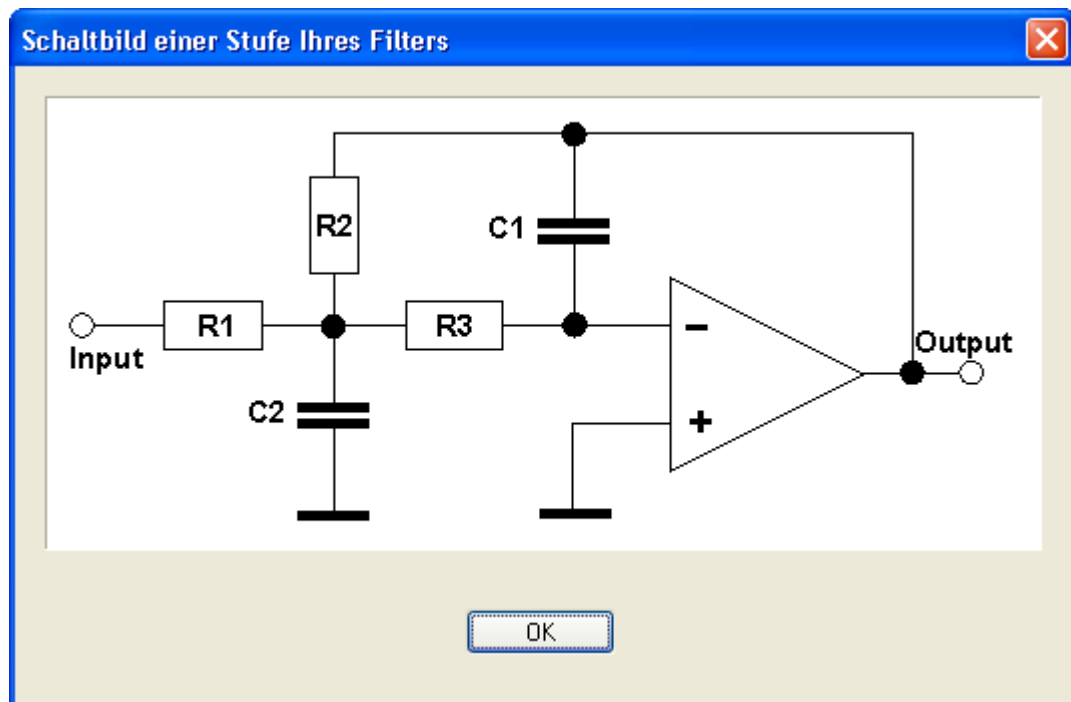 Schaltbild einer Stufe Ihres Filters
R2
C1
R1
R3
Input
−
Output
C2
+
OK